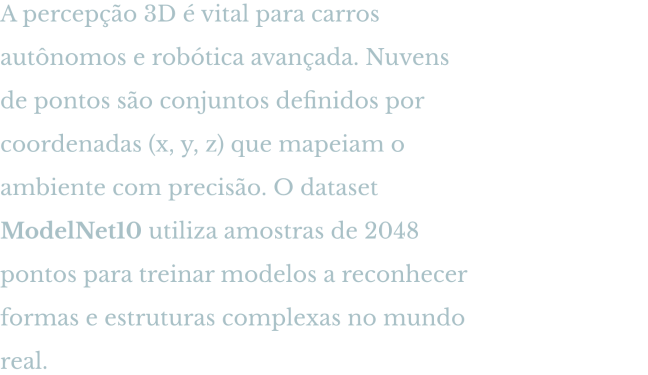 A percepção 3D é vital para carros
autônomos e robótica avançada. Nuvens
de pontos são conjuntos definidos por
coordenadas (x, y, z) que mapeiam o
ambiente com precisão. O dataset
ModelNet10 utiliza amostras de 2048
pontos para treinar modelos a reconhecer
formas e estruturas complexas no mundo
real.